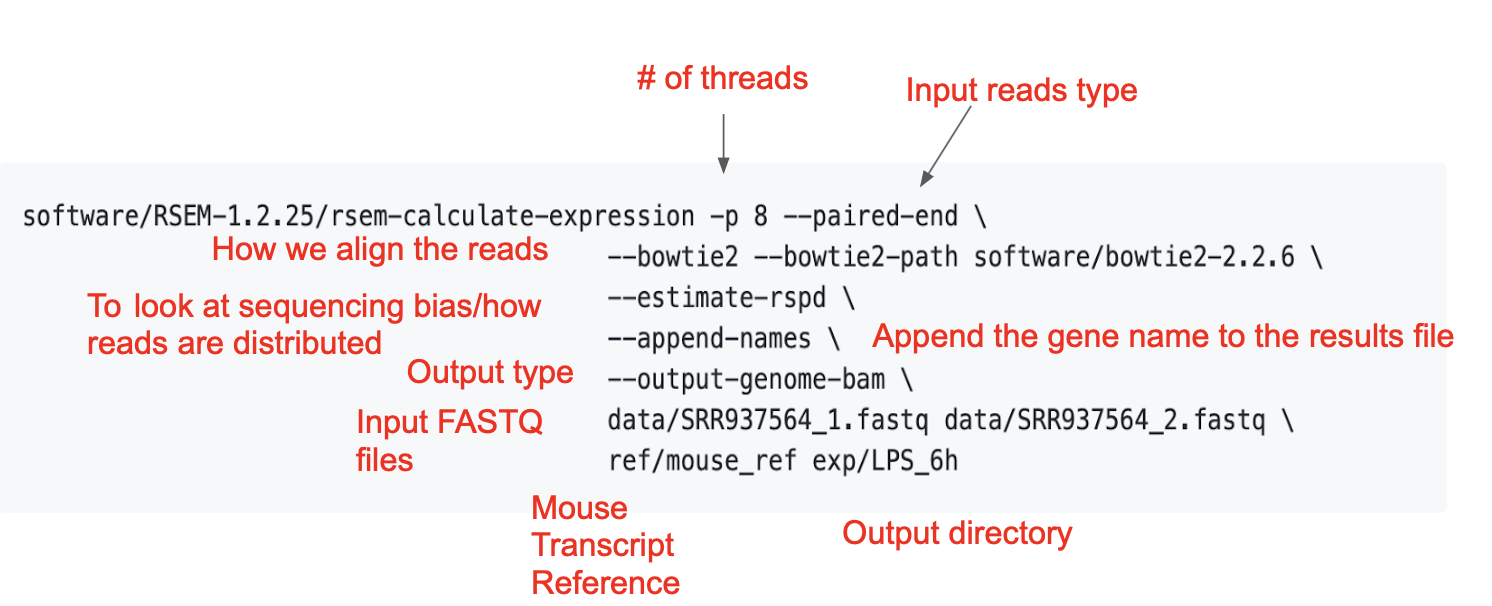 # of threads
Input reads type
software/RSEM-1.2.25/rsem-calculate-expression -p 8 --paired-end \
How we align the reads
--bowtie2 --bowtie2-path software/bowtie2-2.2.6 \
To look at sequencing bias/how
reads are distributed
--estimate-rspd \
--append-names \
Append the gene name to the results file
Output type
--output-genome-bam \
Input FASTQ
files
data/SRR937564_1.fastq data/SRR937564_2.fastq \
ref/mouse_ref exp/LPS_6h
Mouse
Transcript
Reference
Output directory